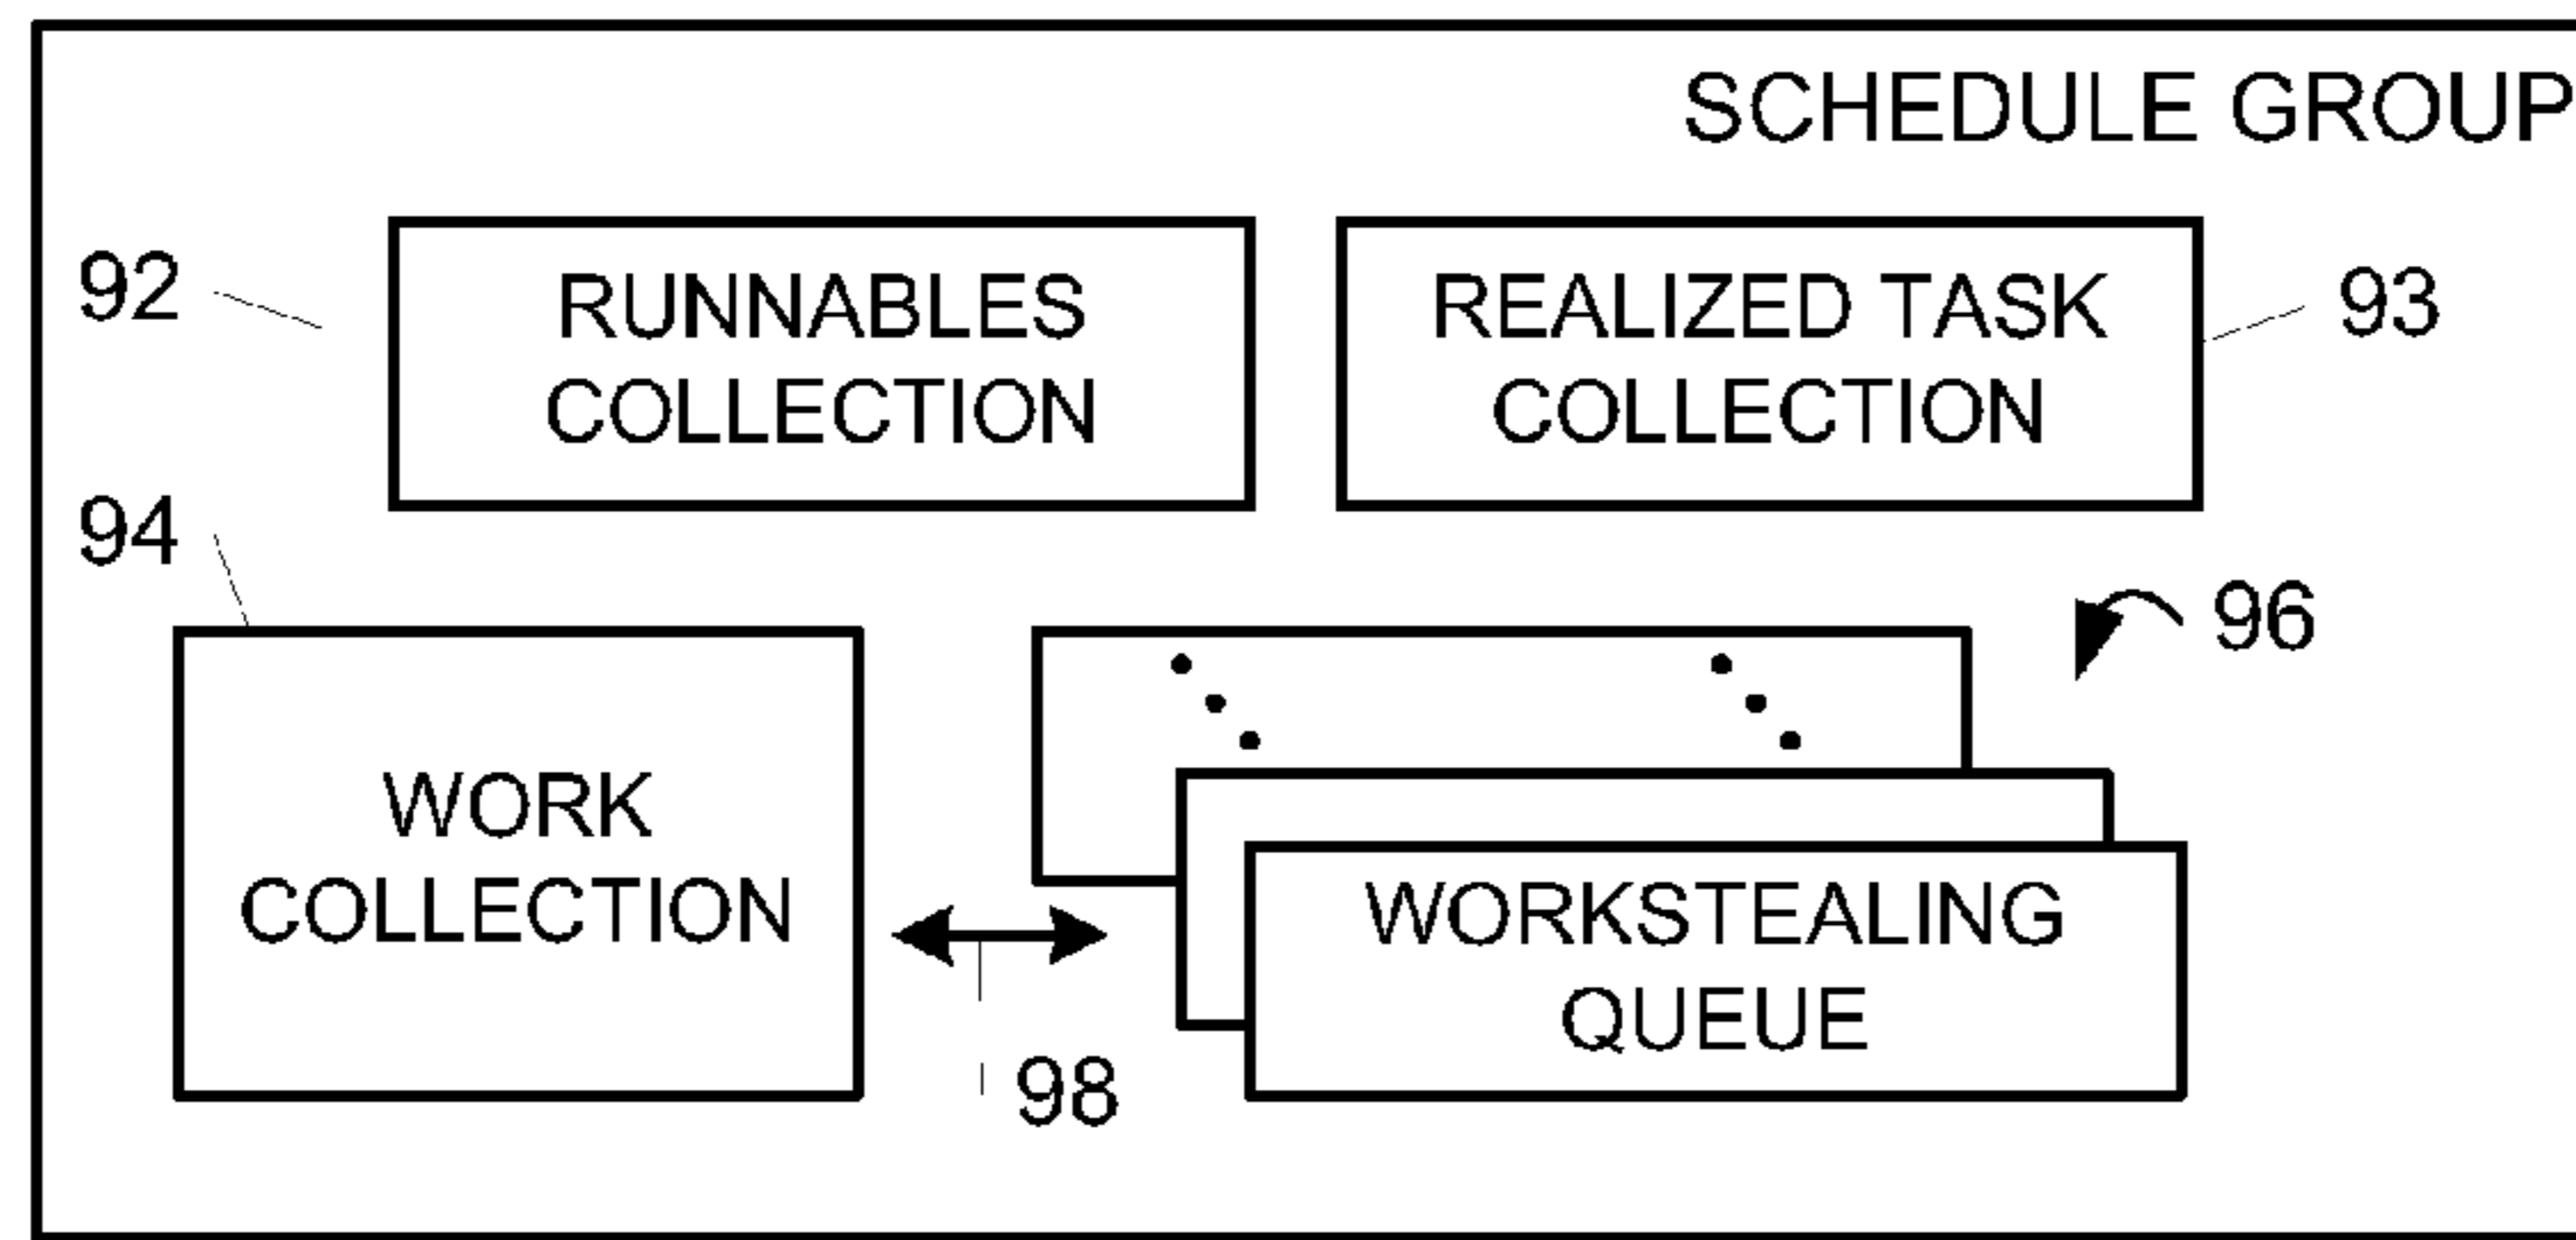 SCHEDULE GROUP
92
RUNNABLES
COLLECTION
REALIZED TASK
COLLECTION
93
94
WORK
COLLECTION
96
WORKSTEALING
QUEUE
98